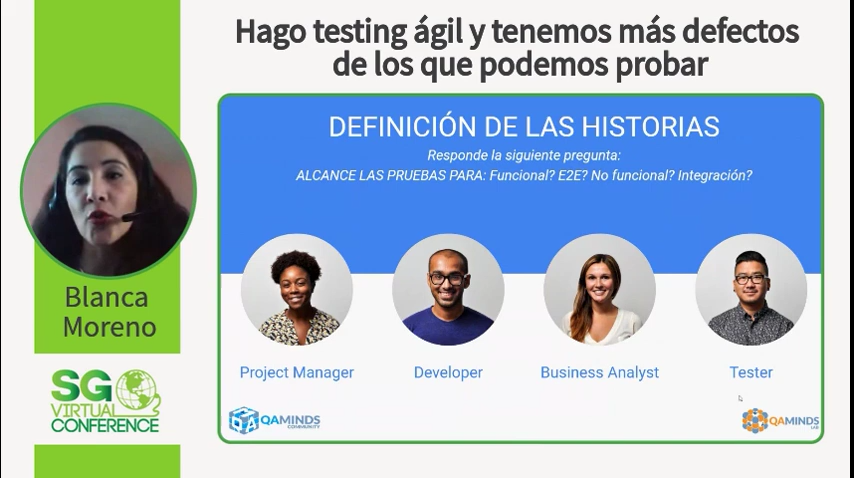 Hago testing ágil y tenemos más defectos
de los que podemos probar
DEFINICIÓN DE LAS HISTORIAS
Responde la siguiente pregunta:
ALCANCE LAS PRUEBAS PARA: Funcional? E2E? No funcional? Integración?
Blanca
Moreno
Project Manager
Developer
Business Analyst
Tester
SG
VIRTUAL
CONFERENCE
QAMINDS
COMMUNITY
QAMINDS
LAB